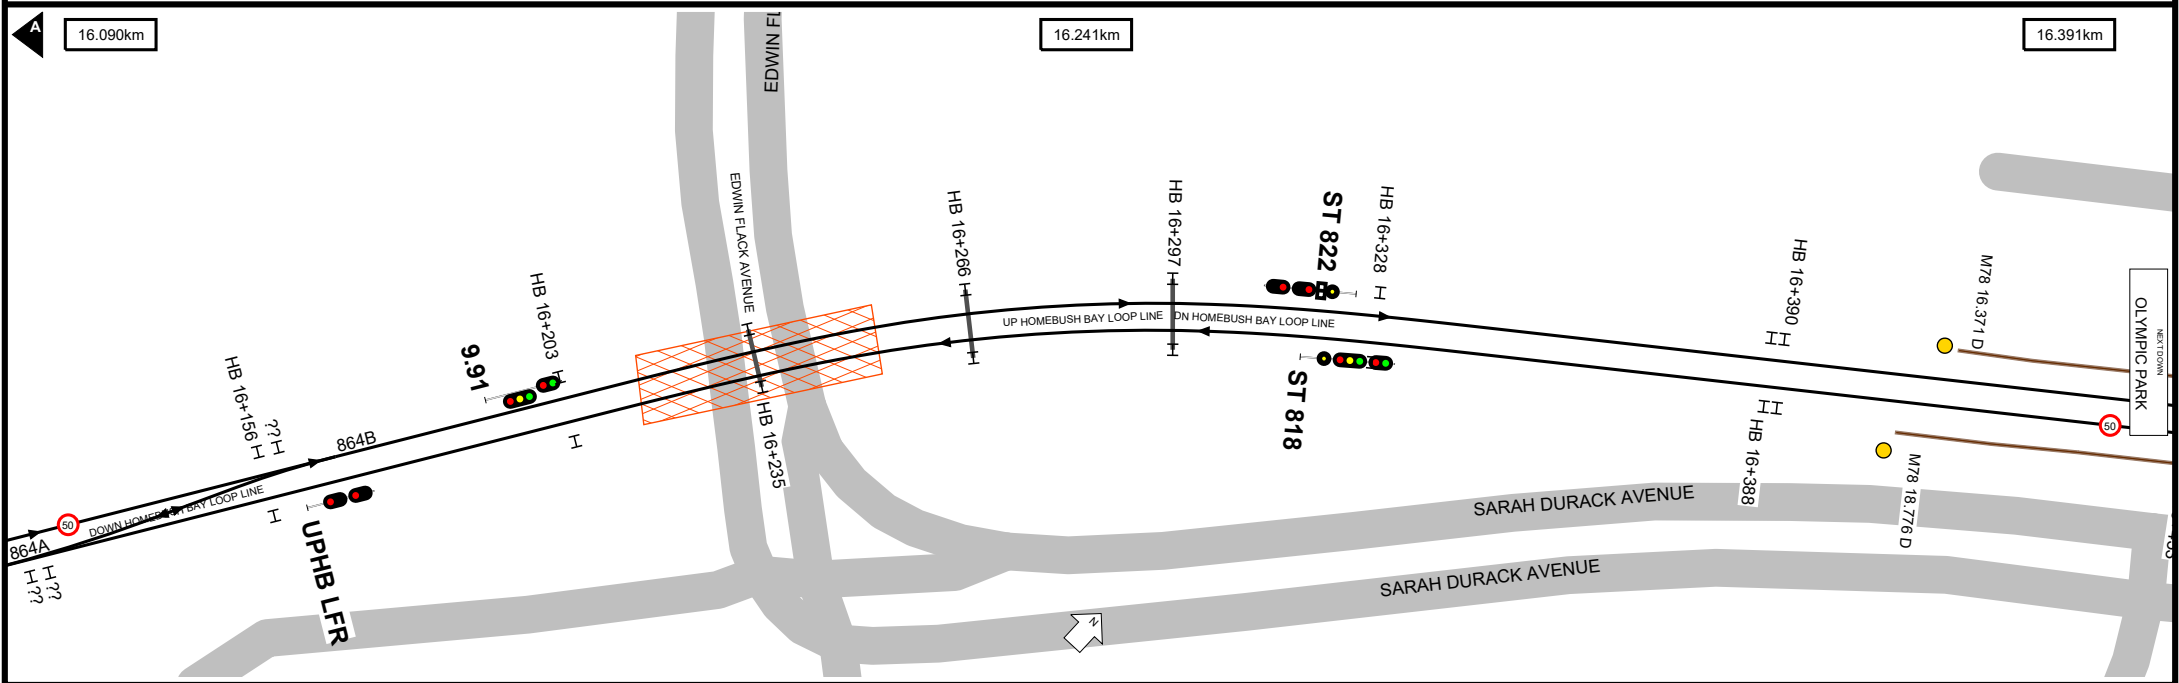 A
16.090km
16.241km
16.391km
EDWIN FL
EDWIN FLACK AVENUE
HB 16+266
HB 16+297
ST 822
HB 16+328
HB 16+390
M78 16.371 D
NEXT DOWN
OLYMPIC PARK
HB 16+203
9.91
HB 16+156
??
864B
UP HOMEBUSH BAY LOOP LINE
DN HOMEBUSH BAY LOOP LINE
HB 16+235
ST 818
HB 16+388
M78 18.776 D
50
50
DOWN HOMEBUSH BAY LOOP LINE
864A
??
??
UPHB LFR
SARAH DURACK AVENUE
SARAH DURACK AVENUE
N